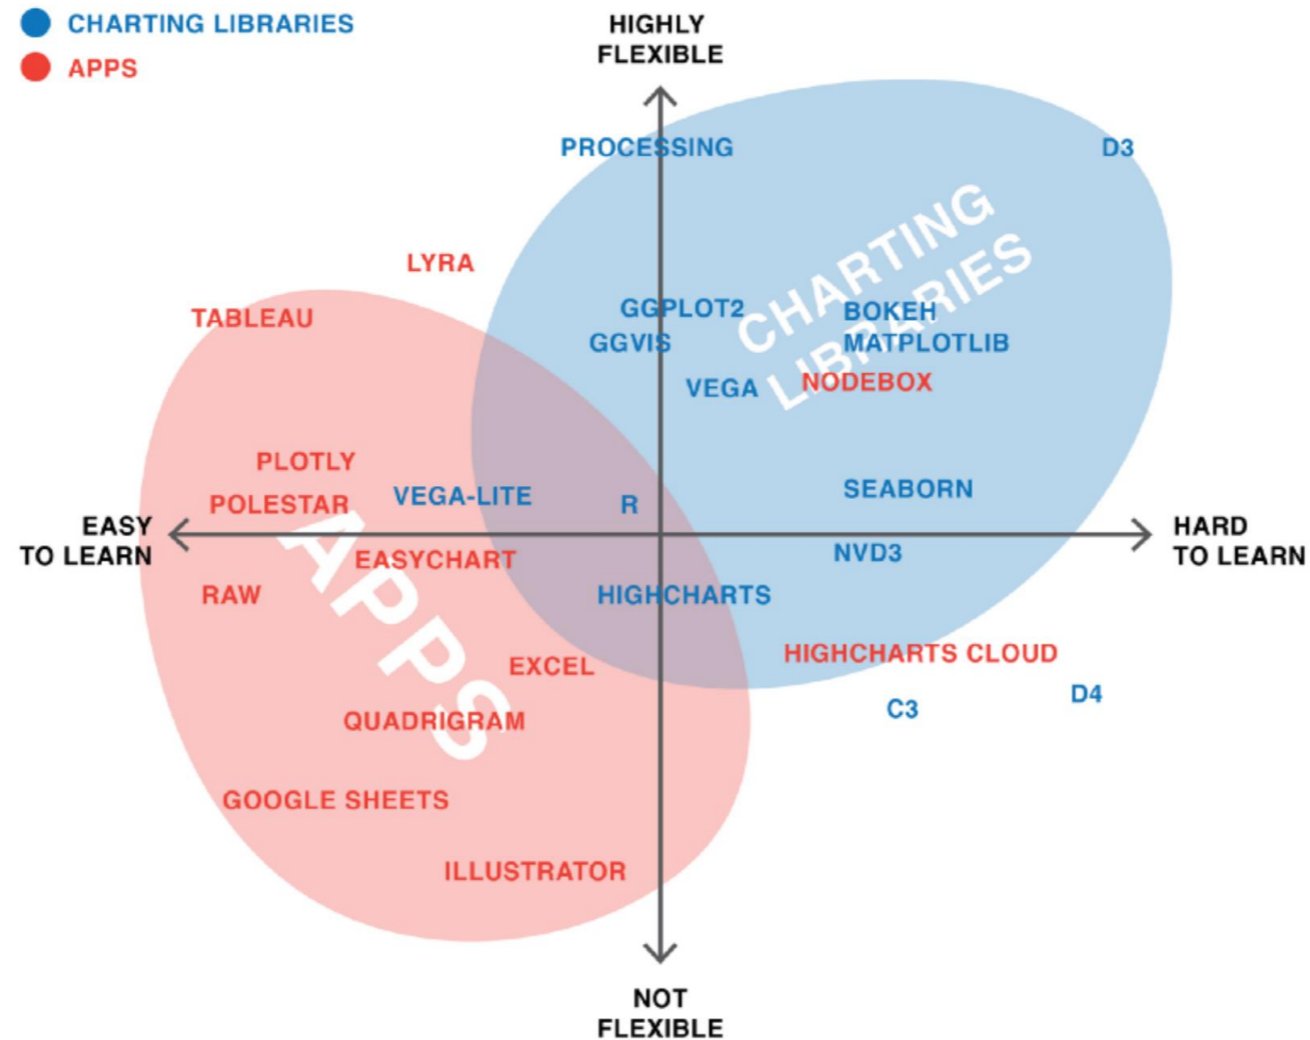 CHARTING LIBRARIES
APPS
HIGHLY
FLEXIBLE
PROCESSING
D3
CHARTING
LIBRARIES
LYRA
TABLEAU
GGPLOT2
BOKEH
GGVIS
MATPLOTLIB
VEGA
NODEBOX
PLOTLY
VEGA-LITE
SEABORN
POLESTAR
R
EASY
TO LEARN
HARD
TO LEARN
APPS
EASYCHART
NVD3
RAW
HIGHCHARTS
EXCEL
HIGHCHARTS CLOUD
D4
C3
QUADRIGRAM
GOOGLE SHEETS
ILLUSTRATOR
NOT
FLEXIBLE